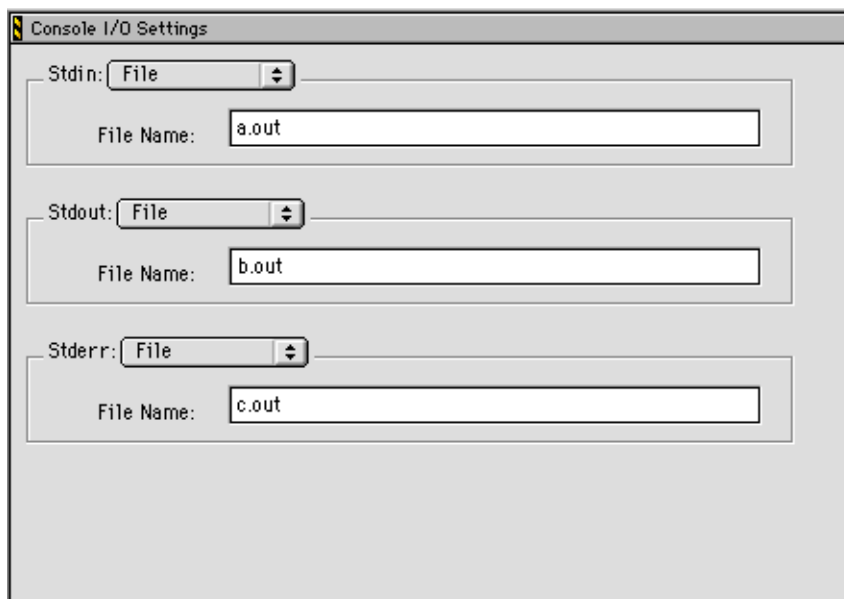 Console I/O Settings
Stdin: File
File Name: a.out
Stdout: File
File Name: b.out
Stderr: File
File Name: c.out